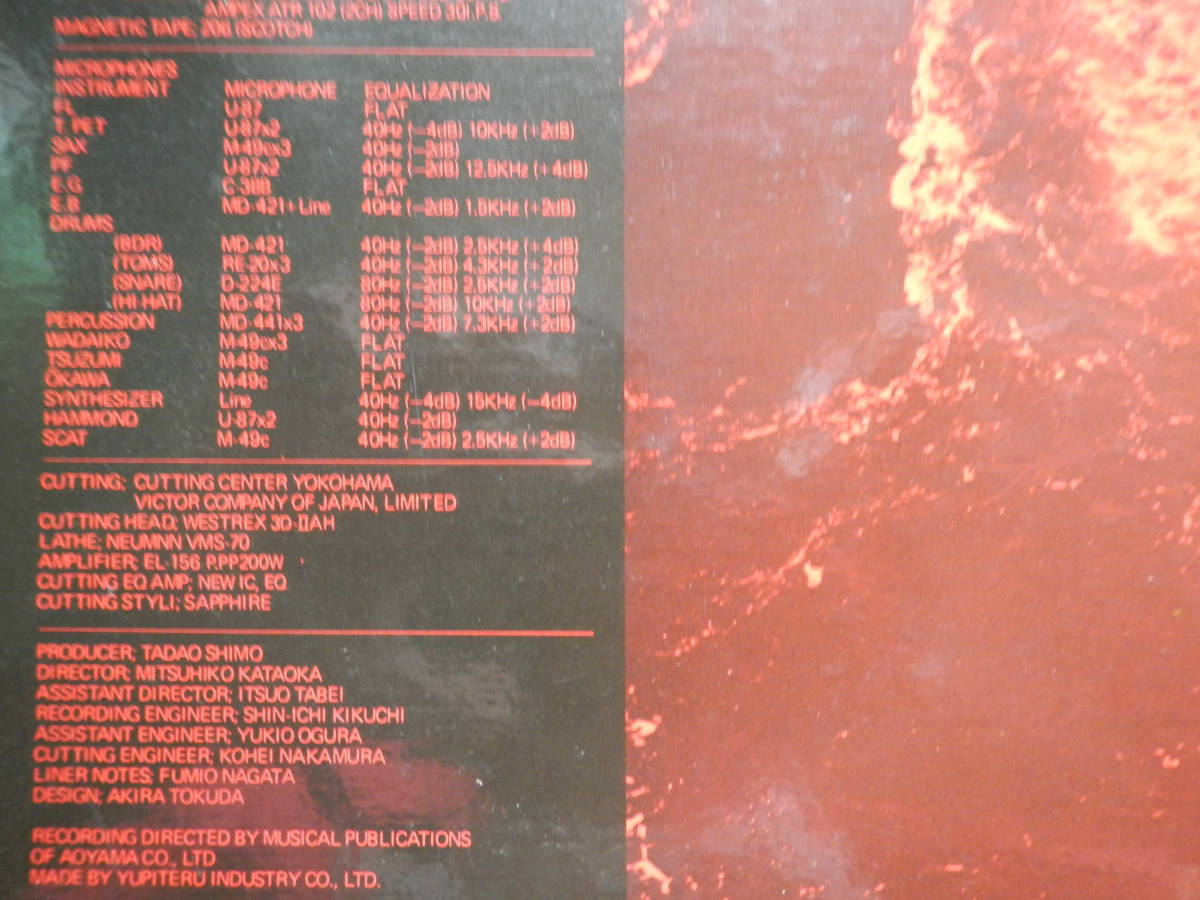 AMPEX ATR 102 (2CH) SPEED 30I.P.S.
MAGNETIC TAPE; 206 (SCOTCH)
MICROPHONES
INSTRUMENT MICROPHONE EQUALIZATION
FL U-87 FLAT
T. PET U-87x2 40Hz (−4dB) 10KHz (+2dB)
SAX M-49cx3 40Hz (−2dB)
PF U-87x2 40Hz (−2dB) 12.5KHz (+4dB)
E.G C-38B FLAT
E.B MD-421+Line 40Hz (−2dB) 1.5KHz (+2dB)
DRUMS
(BDR) MD-421 40Hz (−2dB) 2.5KHz (+4dB)
(TOMS) RE-20x3 40Hz (−2dB) 4.3KHz (+2dB)
(SNARE) D-224E 80Hz (−2dB) 2.5KHz (+2dB)
(HI.HAT) MD-421 80Hz (−2dB) 10KHz (+2dB)
PERCUSSION MD-441x3 40Hz (−2dB) 7.3KHz (+2dB)
WADAIKO M-49cx3 FLAT
TSUZUMI M-49c FLAT
ŌKAWA M-49c FLAT
SYNTHESIZER Line 40Hz (−4dB) 15KHz (−4dB)
HAMMOND U-87x2 40Hz (−2dB)
SCAT M-49c 40Hz (−2dB) 2.5KHz (+2dB)
CUTTING; CUTTING CENTER YOKOHAMA
VICTOR COMPANY OF JAPAN, LIMITED
CUTTING HEAD; WESTREX 3D-ⅡAH
LATHE; NEUMNN VMS-70
AMPLIFIER; EL-156 P.PP200W
CUTTING EQ AMP; NEW IC, EQ
CUTTING STYLI; SAPPHIRE
PRODUCER; TADAO SHIMO
DIRECTOR; MITSUHIKO KATAOKA
ASSISTANT DIRECTOR; ITSUO TABEI
RECORDING ENGINEER; SHIN-ICHI KIKUCHI
ASSISTANT ENGINEER; YUKIO OGURA
CUTTING ENGINEER; KOHEI NAKAMURA
LINER NOTES; FUMIO NAGATA
DESIGN; AKIRA TOKUDA
RECORDING DIRECTED BY MUSICAL PUBLICATIONS
OF AOYAMA CO., LTD
MADE BY YUPITERU INDUSTRY CO., LTD.